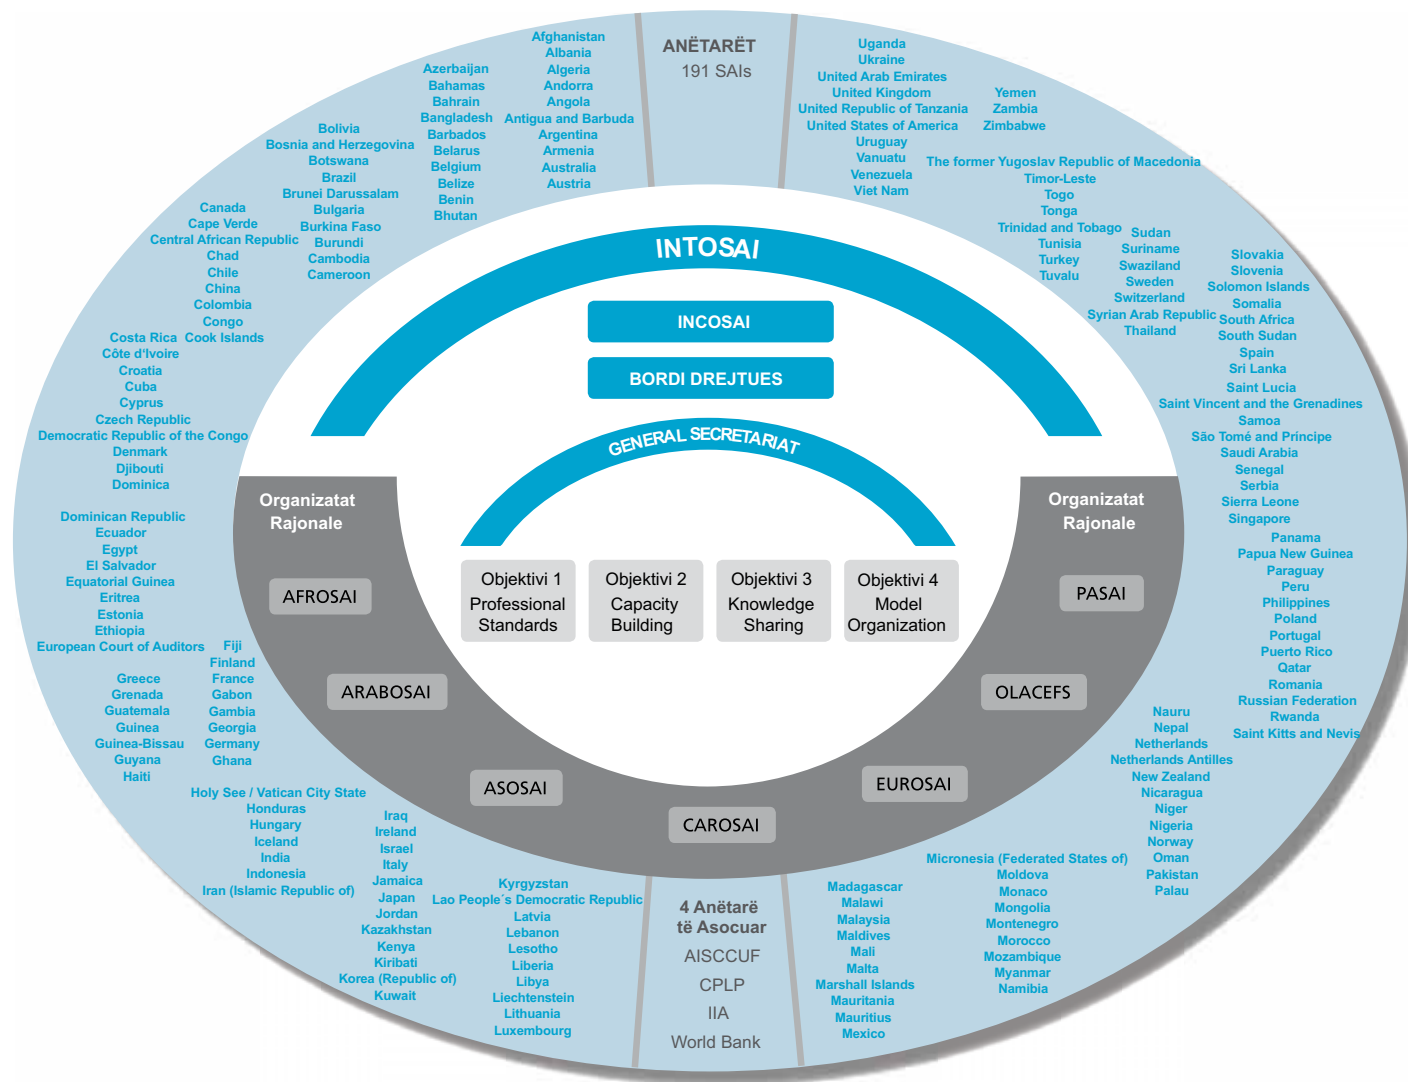 ANËTARËT
191 SAIs
Afghanistan
Albania
Algeria
Andorra
Angola
Antigua and Barbuda
Argentina
Armenia
Australia
Austria
Azerbaijan
Bahamas
Bahrain
Bangladesh
Barbados
Belarus
Belgium
Belize
Benin
Bhutan
Bolivia
Bosnia and Herzegovina
Botswana
Brazil
Brunei Darussalam
Bulgaria
Burkina Faso
Burundi
Cambodia
Cameroon
Canada
Cape Verde
Central African Republic
Chad
Chile
China
Colombia
Congo
Cook Islands
Costa Rica
Côte d'Ivoire
Croatia
Cuba
Cyprus
Czech Republic
Democratic Republic of the Congo
Denmark
Djibouti
Dominica
Dominican Republic
Ecuador
Egypt
El Salvador
Equatorial Guinea
Eritrea
Estonia
Ethiopia
European Court of Auditors
Fiji
Finland
France
Gabon
Gambia
Georgia
Germany
Ghana
Greece
Grenada
Guatemala
Guinea
Guinea-Bissau
Guyana
Haiti
Holy See / Vatican City State
Honduras
Hungary
Iceland
India
Indonesia
Iran (Islamic Republic of)
Iraq
Ireland
Israel
Italy
Jamaica
Japan
Jordan
Kazakhstan
Kenya
Kiribati
Korea (Republic of)
Kuwait
Kyrgyzstan
Lao People´s Democratic Republic
Latvia
Lebanon
Lesotho
Liberia
Libya
Liechtenstein
Lithuania
Luxembourg
4 Anëtarë
të Asocuar
AISCCUF
CPLP
IIA
World Bank
Madagascar
Malawi
Malaysia
Maldives
Mali
Malta
Marshall Islands
Mauritania
Mauritius
Mexico
Micronesia (Federated States of)
Moldova
Monaco
Mongolia
Montenegro
Morocco
Mozambique
Myanmar
Namibia
Nauru
Nepal
Netherlands
Netherlands Antilles
New Zealand
Nicaragua
Niger
Nigeria
Norway
Oman
Pakistan
Palau
Panama
Papua New Guinea
Paraguay
Peru
Philippines
Poland
Portugal
Puerto Rico
Qatar
Romania
Russian Federation
Rwanda
Saint Kitts and Nevis
Saint Lucia
Saint Vincent and the Grenadines
Samoa
São Tomé and Principe
Saudi Arabia
Senegal
Serbia
Sierra Leone
Singapore
Slovakia
Slovenia
Solomon Islands
Somalia
South Africa
South Sudan
Spain
Sri Lanka
Sudan
Suriname
Swaziland
Sweden
Switzerland
Syrian Arab Republic
Thailand
The former Yugoslav Republic of Macedonia
Timor-Leste
Togo
Tonga
Trinidad and Tobago
Tunisia
Turkey
Tuvalu
Uganda
Ukraine
United Arab Emirates
United Kingdom
United Republic of Tanzania
United States of America
Uruguay
Vanuatu
Venezuela
Viet Nam
Yemen
Zambia
Zimbabwe
INTOSAI
INCOSAI
BORDI DREJTUES
GENERAL SECRETARIAT
Objektivi 1
Professional
Standards
Objektivi 2
Capacity
Building
Objektivi 3
Knowledge
Sharing
Objektivi 4
Model
Organization
Organizatat
Rajonale
AFROSAI
ARABOSAI
ASOSAI
CAROSAI
EUROSAI
OLACEFS
PASAI
Organizatat
Rajonale